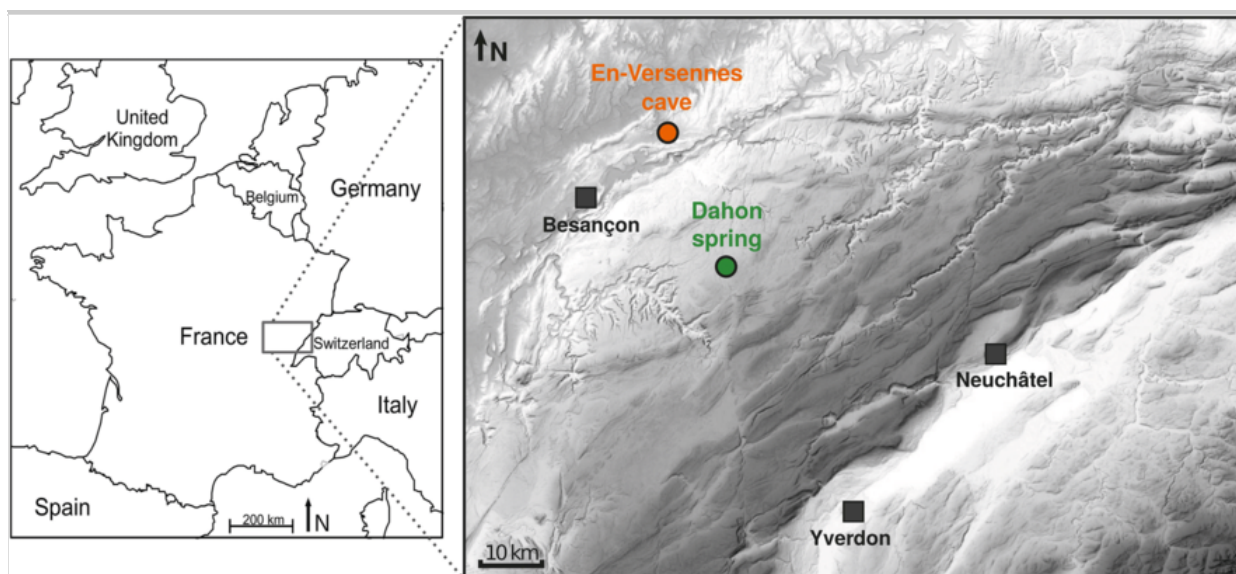 United
Kingdom
Belgium
Germany
France
Switzerland
Italy
Spain
200 km
N
N
En-Versennes
cave
Besançon
Dahon
spring
Neuchâtel
Yverdon
10 km